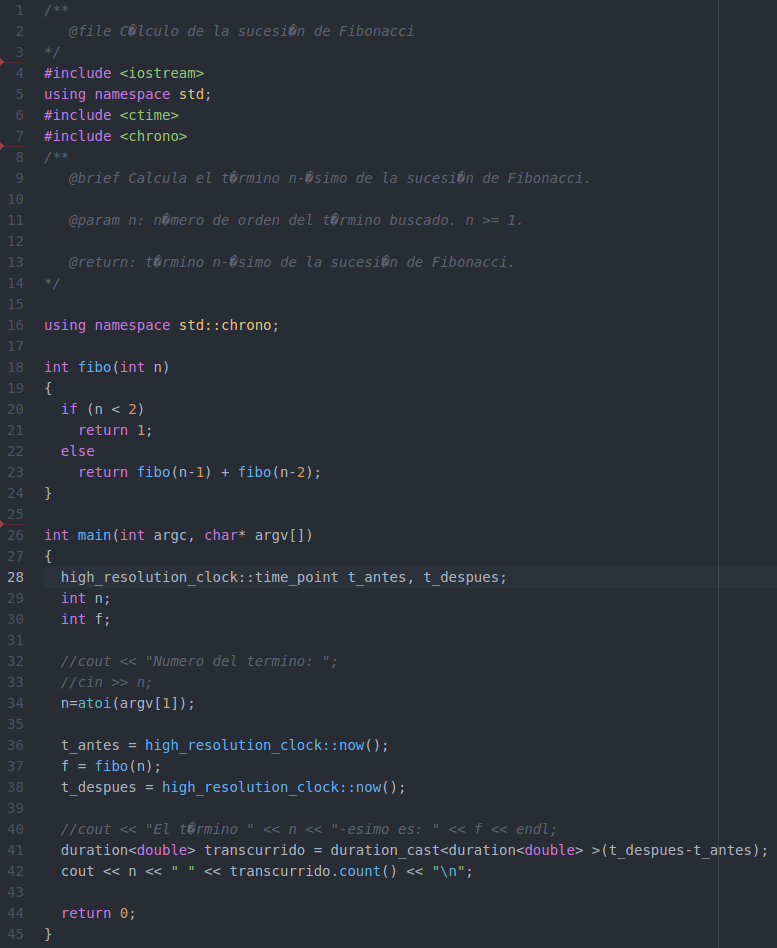 1 /**
2 @file C�lculo de la sucesi�n de Fibonacci
3 */
4 #include <iostream>
5 using namespace std;
6 #include <ctime>
7 #include <chrono>
8 /**
9 @brief Calcula el t�rmino n-�simo de la sucesi�n de Fibonacci.
10
11 @param n: n�mero de orden del t�rmino buscado. n >= 1.
12
13 @return: t�rmino n-�simo de la sucesi�n de Fibonacci.
14 */
15
16 using namespace std::chrono;
17
18 int fibo(int n)
19 {
20   if (n < 2)
21     return 1;
22   else
23     return fibo(n-1) + fibo(n-2);
24 }
25
26 int main(int argc, char* argv[])
27 {
28   high_resolution_clock::time_point t_antes, t_despues;
29   int n;
30   int f;
31
32   //cout << "Numero del termino: ";
33   //cin >> n;
34   n=atoi(argv[1]);
35
36   t_antes = high_resolution_clock::now();
37   f = fibo(n);
38   t_despues = high_resolution_clock::now();
39
40   //cout << "El t�rmino " << n << "-esimo es: " << f << endl;
41   duration<double> transcurrido = duration_cast<duration<double> >(t_despues-t_antes);
42   cout << n << " " << transcurrido.count() << "\n";
43
44   return 0;
45 }